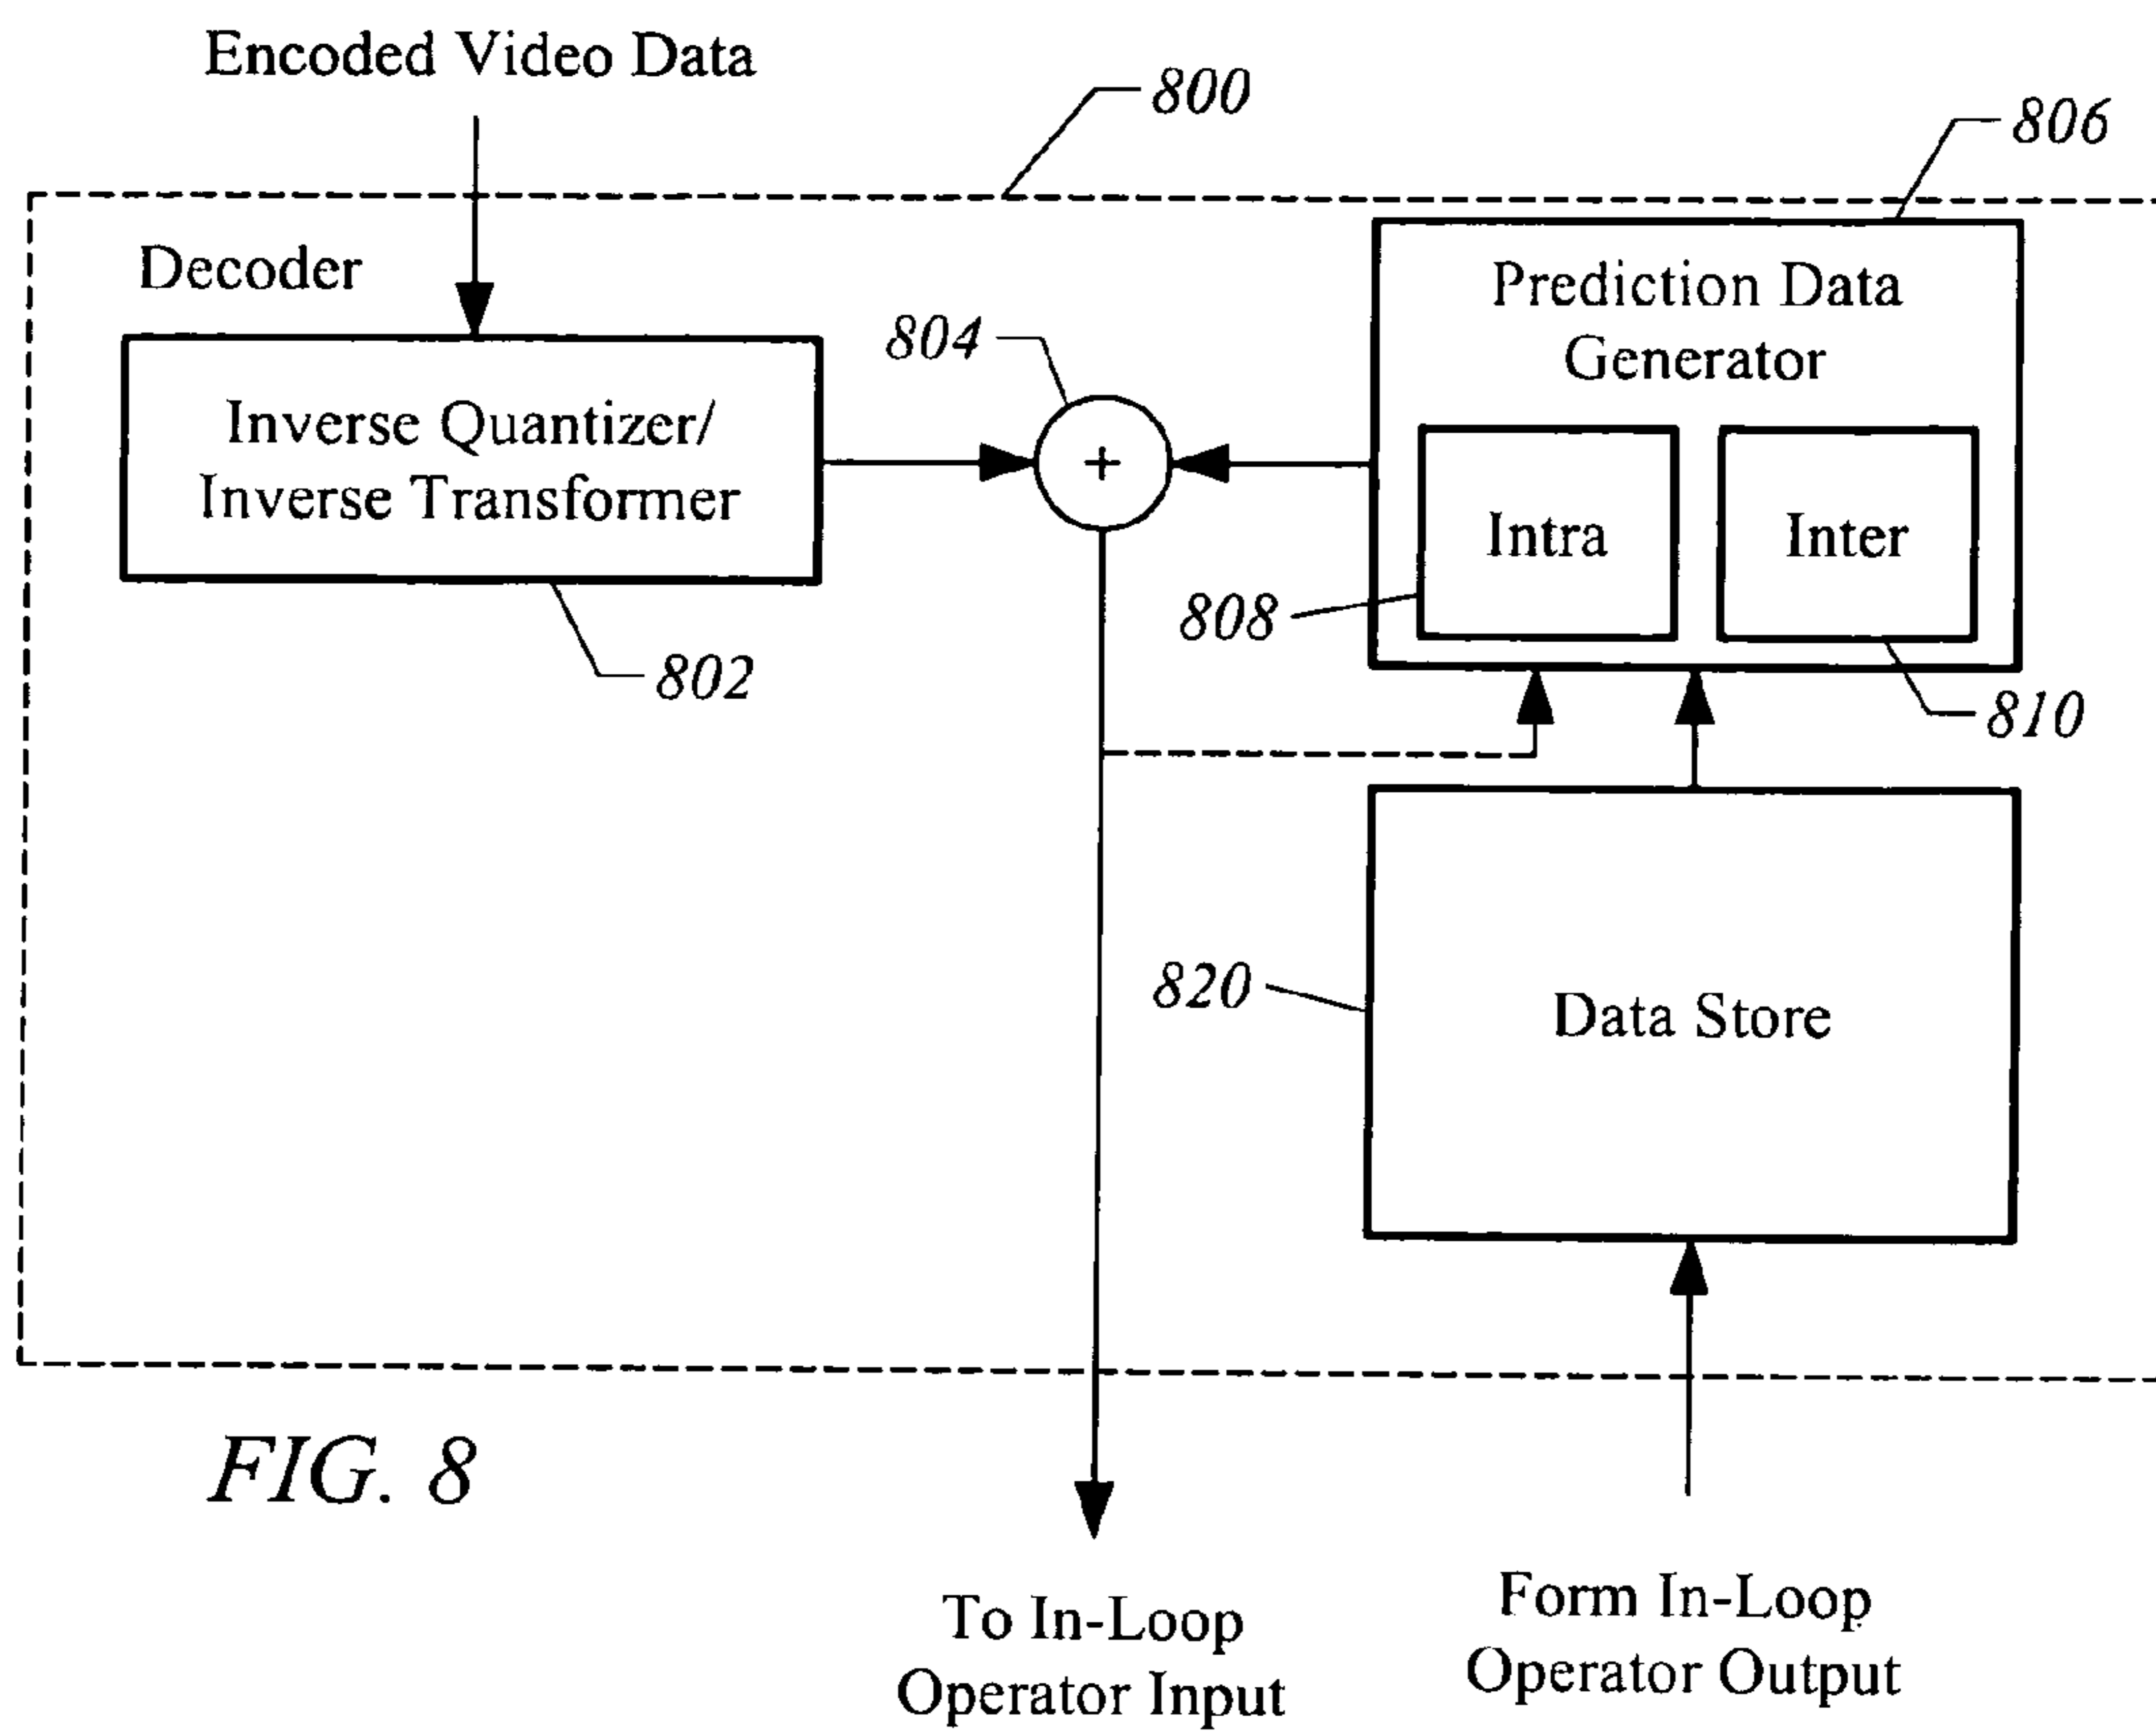 Encoded Video Data
800
806
Decoder
Prediction Data
Generator
804
Inverse Quantizer/
Inverse Transformer
+
Intra
Inter
808
802
810
820
Data Store
FIG. 8
To In-Loop
Operator Input
Form In-Loop
Operator Output